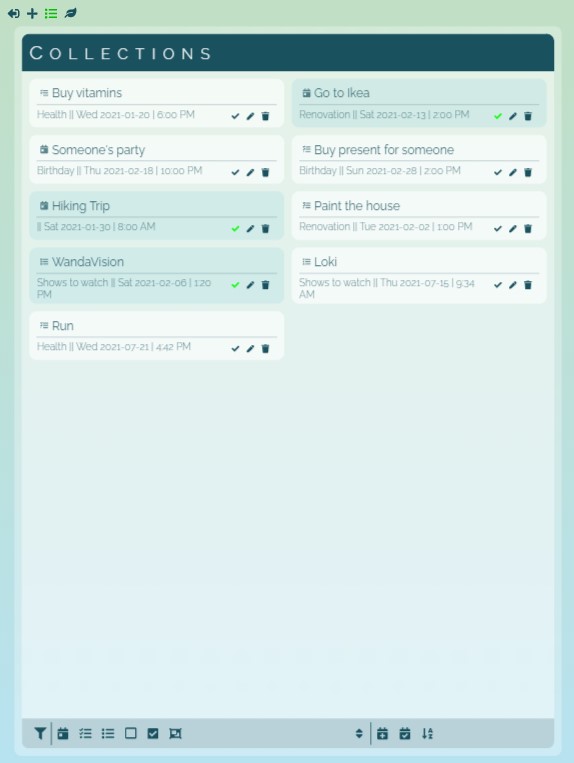 COLLECTIONS
Buy vitamins
Health || Wed 2021-01-20 | 6:00 PM
Go to Ikea
Renovation || Sat 2021-02-13 | 2:00 PM
Someone's party
Birthday || Thu 2021-02-18 | 10:00 PM
Buy present for someone
Birthday || Sun 2021-02-28 | 2:00 PM
Hiking Trip
|| Sat 2021-01-30 | 8:00 AM
Paint the house
Renovation || Tue 2021-02-02 | 1:00 PM
WandaVision
Shows to watch || Sat 2021-02-06 | 1:20
PM
Loki
Shows to watch || Thu 2021-07-15 | 9:34
AM
Run
Health || Wed 2021-07-21 | 4:42 PM